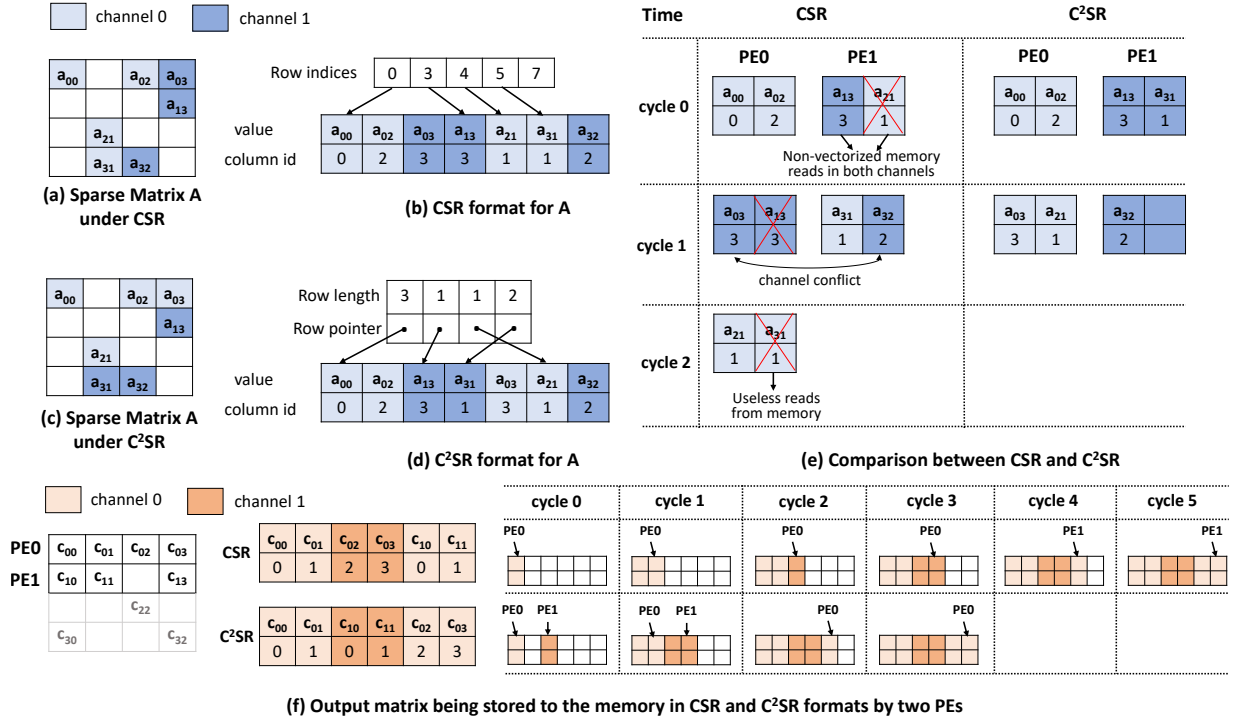 channel 0 channel 1
a00 a02 a03
a13
a21
a31 a32
(a) Sparse Matrix A
under CSR
Row indices 0 3 4 5 7
value a00 a02 a03 a13 a21 a31 a32
column id 0 2 3 3 1 1 2
(b) CSR format for A
a00 a02 a03
a13
a21
a31 a32
(c) Sparse Matrix A
under C²SR
Row length 3 1 1 2
Row pointer
value a00 a02 a13 a31 a03 a21 a32
column id 0 2 3 1 3 1 2
(d) C²SR format for A
Time CSR C²SR
PE0 PE1 PE0 PE1
cycle 0
a00 a02 a13 a21 a00 a02 a13 a31
0 2 3 1 0 2 3 1
Non-vectorized memory
reads in both channels
cycle 1
a03 a13 a31 a32 a03 a21 a32
3 3 1 2 3 1 2
channel conflict
cycle 2
a21 a31
1 1
Useless reads
from memory
(e) Comparison between CSR and C²SR
channel 0 channel 1
PE0 c00 c01 c02 c03
PE1 c10 c11 c13
c22
c30 c32
CSR c00 c01 c02 c03 c10 c11
0 1 2 3 0 1
C²SR c00 c01 c10 c11 c02 c03
0 1 0 1 2 3
cycle 0 cycle 1 cycle 2 cycle 3 cycle 4 cycle 5
PE0 PE0 PE0 PE0 PE1 PE1
PE0 PE1 PE0 PE1 PE0 PE0
(f) Output matrix being stored to the memory in CSR and C²SR formats by two PEs